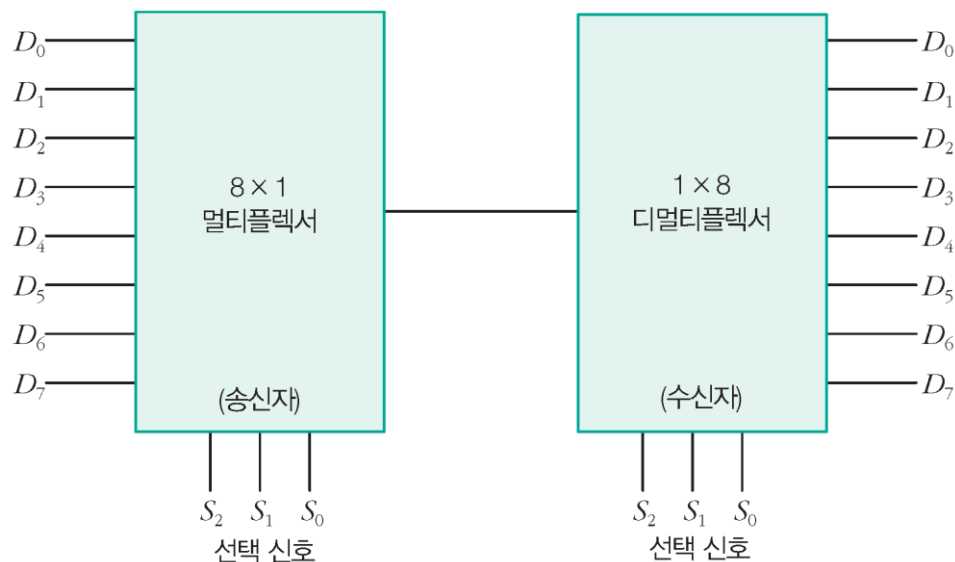 D₀
D₁
D₂
D₃
D₄
D₅
D₆
D₇
8 × 1
멀티플렉서
(송신자)
S₂ S₁ S₀
선택 신호
1 × 8
디멀티플렉서
(수신자)
S₂ S₁ S₀
선택 신호
D₀
D₁
D₂
D₃
D₄
D₅
D₆
D₇